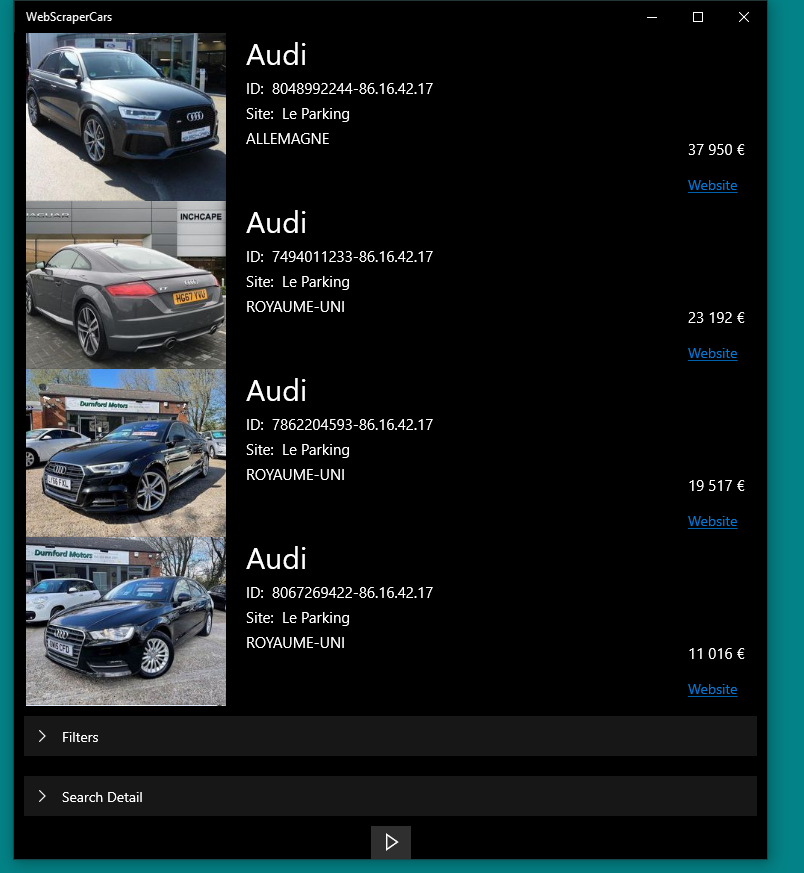 WebScraperCars
Audi
ID: 8048992244-86.16.42.17
Site: Le Parking
ALLEMAGNE
37 950 €
Website
JAGUAR
INCHCAPE
HG67 YVU
Audi
ID: 7494011233-86.16.42.17
Site: Le Parking
ROYAUME-UNI
23 192 €
Website
Durnford Motors
Audi
ID: 7862204593-86.16.42.17
Site: Le Parking
ROYAUME-UNI
19 517 €
Website
Durnford Motors
Audi
ID: 8067269422-86.16.42.17
Site: Le Parking
ROYAUME-UNI
11 016 €
Website
Filters
Search Detail